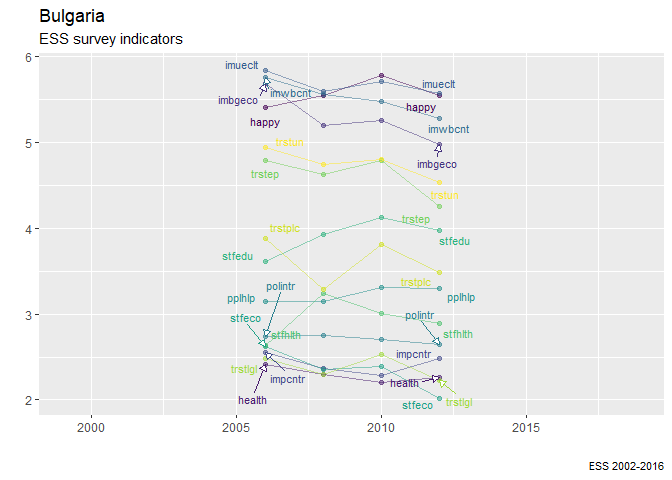 Bulgaria
ESS survey indicators
6
imueclt
imueclt
imbgeco
imwbcnt
happy
happy
imwbcnt
5
trstun
imbgeco
trstep
trstun
4
trstep
trstplc
stfedu
stfedu
trstplc
polintr
pplhlp
pplhlp
3
stfeco
polintr
stfhlth
stfhlth
impcntr
trstlgl
impcntr
health
health
trstlgl
stfeco
2
2000
2005
2010
2015
ESS 2002-2016